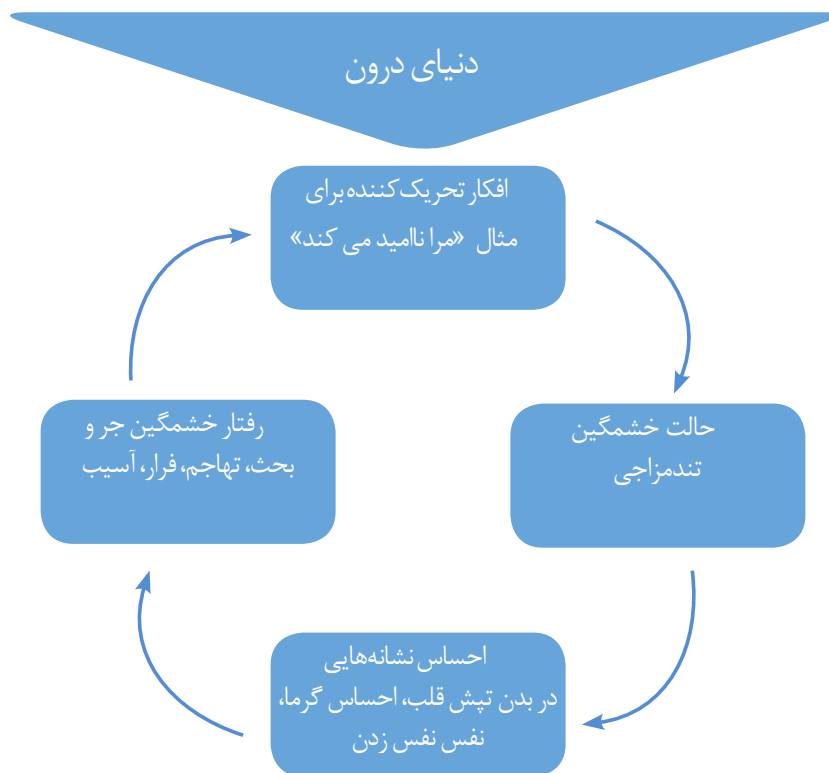 دنیای درون
افکار تحریک‌کننده برای
مثال «مرا ناامید می کند»
حالت خشمگین
تندمزاجی
احساس نشانه‌هایی
در بدن تپش قلب، احساس گرما،
نفس نفس زدن
رفتار خشمگین جر و
بحث، تهاجم، فرار، آسیب